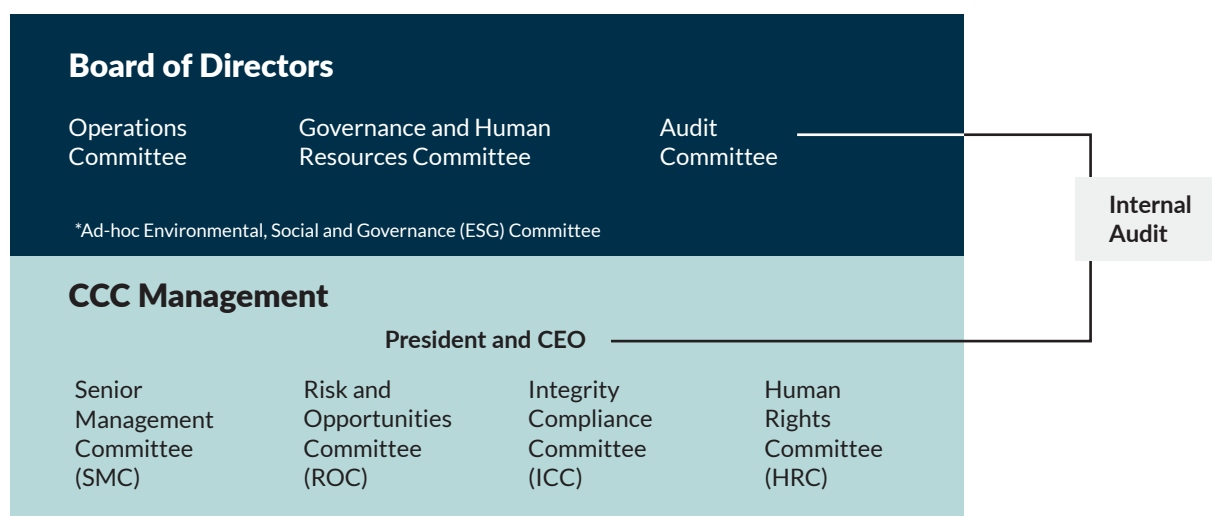 Board of Directors
Operations
Committee
Governance and Human
Resources Committee
Audit
Committee
*Ad-hoc Environmental, Social and Governance (ESG) Committee
Internal
Audit
CCC Management
President and CEO
Senior
Management
Committee
(SMC)
Risk and
Opportunities
Committee
(ROC)
Integrity
Compliance
Committee
(ICC)
Human
Rights
Committee
(HRC)